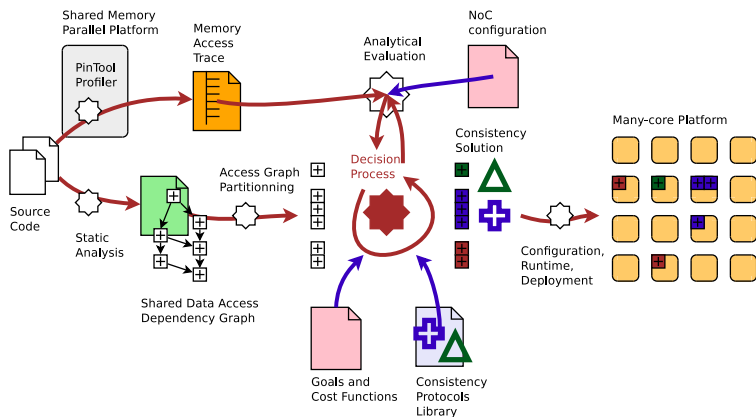 Shared Memory
Parallel Platform
PinTool
Profiler
Memory
Access
Trace
Analytical
Evaluation
NoC
configuration
Many-core Platform
Source
Code
Static
Analysis
Access Graph
Partitionning
Decision
Process
Consistency
Solution
Configuration,
Runtime,
Deployment
Shared Data Access
Dependency Graph
Goals and
Cost Functions
Consistency
Protocols
Library